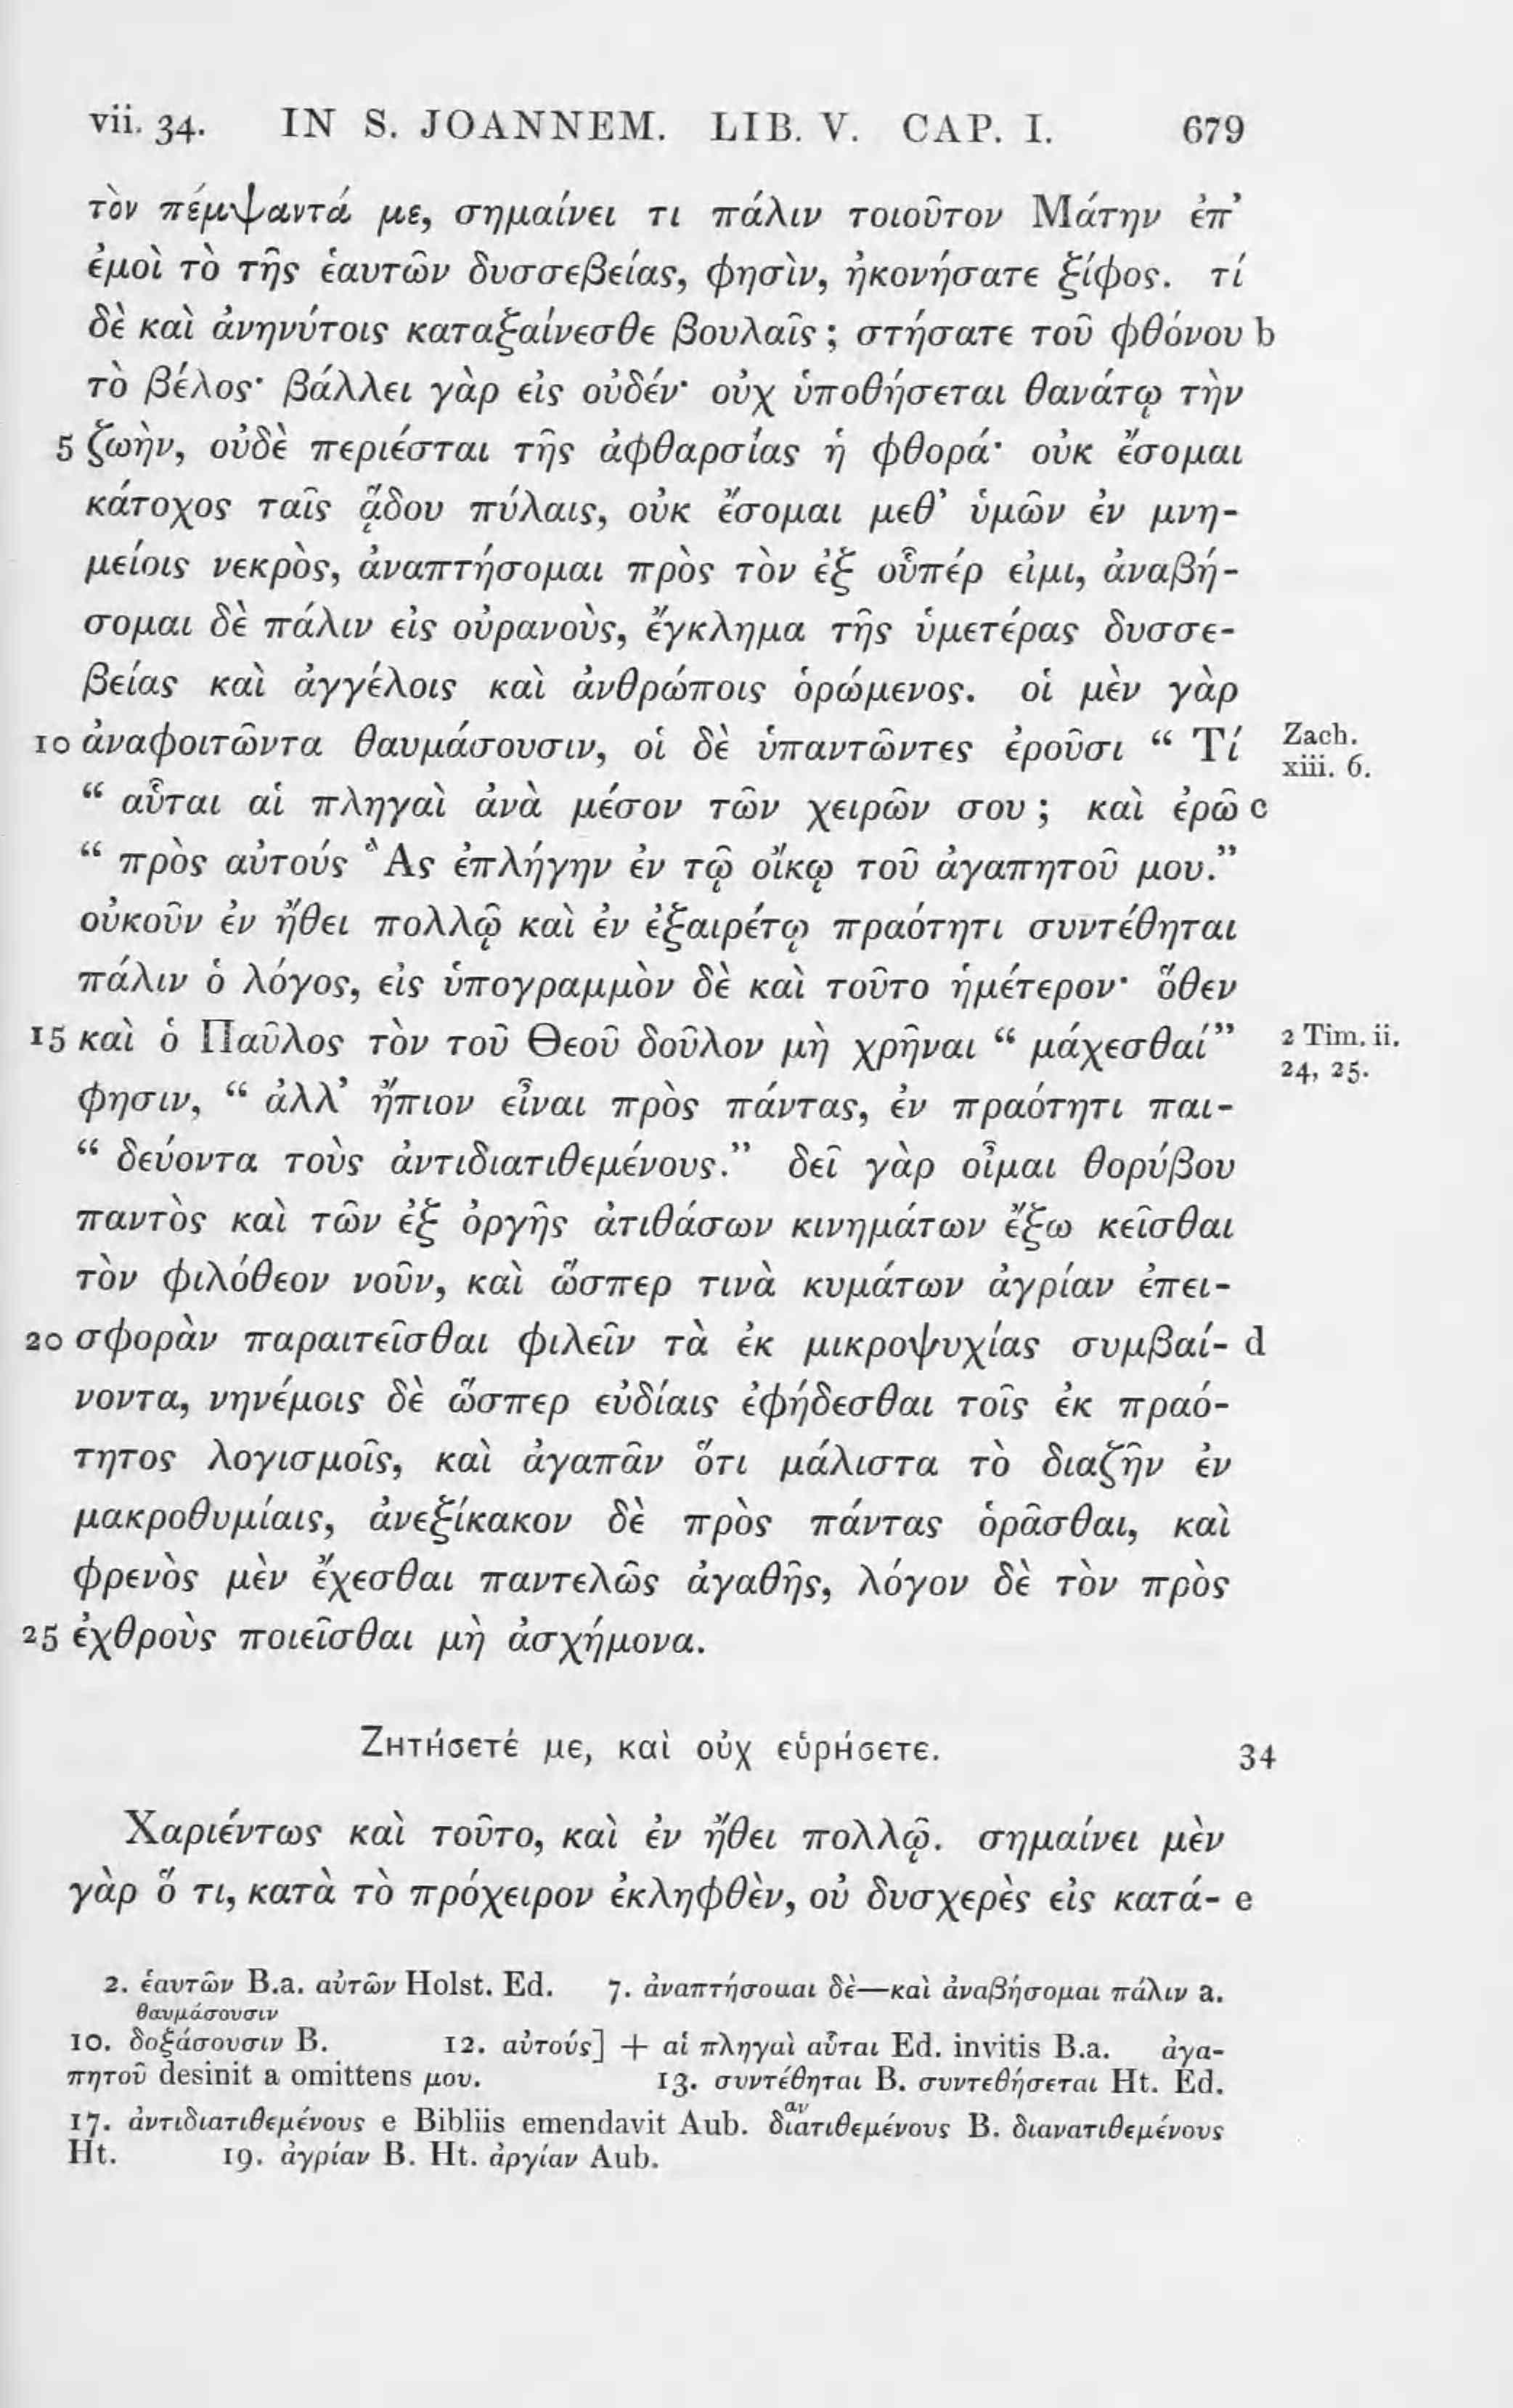 vii. 34. IN S. JOANNEM. LIB. V. CAP. I. 679
τὸν πέμψαντά με, σημαίνει τι πάλιν τοιοῦτον Μάτην ἐπ’
ἐμοὶ τὸ τῆς ἑαυτῶν δυσσεβείας, φησὶν, ἠκονήσατε ξίφος. τί
δὲ καὶ ἀνηνύτοις καταξαίνεσθε βουλαῖς ; στήσατε τοῦ φθόνου b
τὸ βέλος· βάλλει γὰρ εἰς οὐδέν· οὐχ ὑποθήσεται θανάτῳ τὴν
5 ζωὴν, οὐδὲ περιέσται τῆς ἀφθαρσίας ἡ φθορά· οὐκ ἔσομαι
κάτοχος ταῖς ᾅδου πύλαις, οὐκ ἔσομαι μεθ’ ὑμῶν ἐν μνη-
μείοις νεκρὸς, ἀναπτήσομαι πρὸς τὸν ἐξ οὗπέρ εἰμι, ἀναβή-
σομαι δὲ πάλιν εἰς οὐρανοὺς, ἔγκλημα τῆς ὑμετέρας δυσσε-
βείας καὶ ἀγγέλοις καὶ ἀνθρώποις ὁρώμενος. οἱ μὲν γὰρ
10 ἀναφοιτῶντα θαυμάσουσιν, οἱ δὲ ὑπαντῶντες ἐροῦσι “ Τί Zach. xiii. 6.
“ αὗται αἱ πληγαὶ ἀνὰ μέσον τῶν χειρῶν σου ; καὶ ἐρῶ c
“ πρὸς αὐτούς Ἃς ἐπλήγην ἐν τῷ οἴκῳ τοῦ ἀγαπητοῦ μου.”
οὐκοῦν ἐν ἤθει πολλῷ καὶ ἐν ἐξαιρέτῳ πραότητι συντέθηται
πάλιν ὁ λόγος, εἰς ὑπογραμμὸν δὲ καὶ τοῦτο ἡμέτερον· ὅθεν
15 καὶ ὁ Παῦλος τὸν τοῦ Θεοῦ δοῦλον μὴ χρῆναι “ μάχεσθαί” 2 Tim. ii. 24, 25.
φησιν, “ ἀλλ’ ἤπιον εἶναι πρὸς πάντας, ἐν πραότητι παι-
“ δεύοντα τοὺς ἀντιδιατιθεμένους.” δεῖ γὰρ οἶμαι θορύβου
παντὸς καὶ τῶν ἐξ ὀργῆς ἀτιθάσων κινημάτων ἔξω κεῖσθαι
τὸν φιλόθεον νοῦν, καὶ ὥσπερ τινὰ κυμάτων ἀγρίαν ἐπει-
20 σφορὰν παραιτεῖσθαι φιλεῖν τὰ ἐκ μικροψυχίας συμβαί- d
νοντα, νηνέμοις δὲ ὥσπερ εὐδίαις ἐφήδεσθαι τοῖς ἐκ πραό-
τητος λογισμοῖς, καὶ ἀγαπᾶν ὅτι μάλιστα τὸ διαζῆν ἐν
μακροθυμίαις, ἀνεξίκακον δὲ πρὸς πάντας ὁρᾶσθαι, καὶ
φρενὸς μὲν ἔχεσθαι παντελῶς ἀγαθῆς, λόγον δὲ τὸν πρὸς
25 ἐχθροὺς ποιεῖσθαι μὴ ἀσχήμονα.
Ζητήσετέ με, καὶ οὐχ εὑρήσετε. 34
Χαριέντως καὶ τοῦτο, καὶ ἐν ἤθει πολλῷ. σημαίνει μὲν
γὰρ ὅ τι, κατὰ τὸ πρόχειρον ἐκληφθὲν, οὐ δυσχερὲς εἰς κατά- e
2. ἑαυτῶν B.a. αὐτῶν Holst. Ed. 7. ἀναπτήσομαι δὲ—καὶ ἀναβήσομαι πάλιν a.
θαυμάσουσιν
10. δοξάσουσιν B. 12. αὐτούς] + αἱ πληγαὶ αὗται Ed. invitis B.a. ἀγα-
πητοῦ desinit a omittens μου. 13. συντέθηται B. συντεθήσεται Ht. Ed.
αν
17. ἀντιδιατιθεμένους e Bibliis emendavit Aub. διατιθεμένους B. διανατιθεμένους
Ht. 19. ἀγρίαν B. Ht. ἀργίαν Aub.